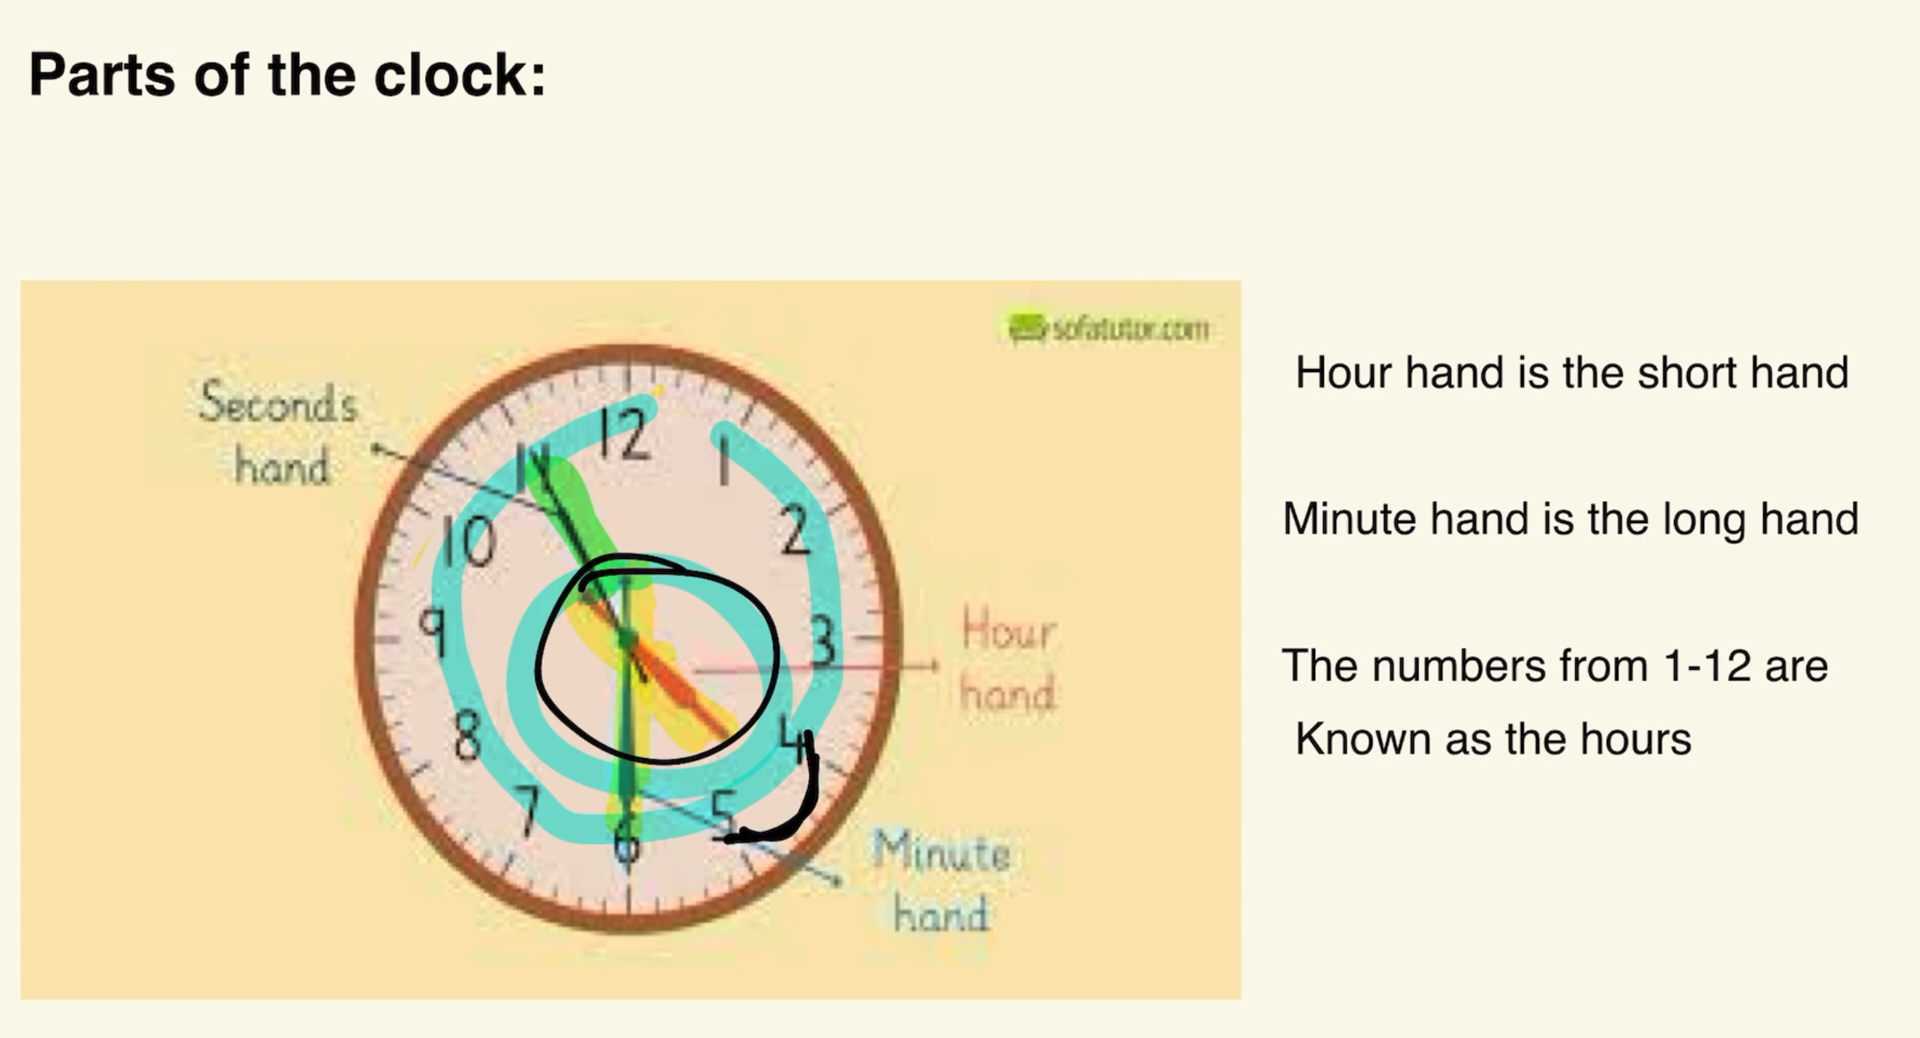 Parts of the clock:
sofatutor.com
Seconds
hand
12
11
1
10
2
9
3
Hour
hand
8
4
7
5
6
Minute
hand
Hour hand is the short hand
Minute hand is the long hand
The numbers from 1-12 are
Known as the hours